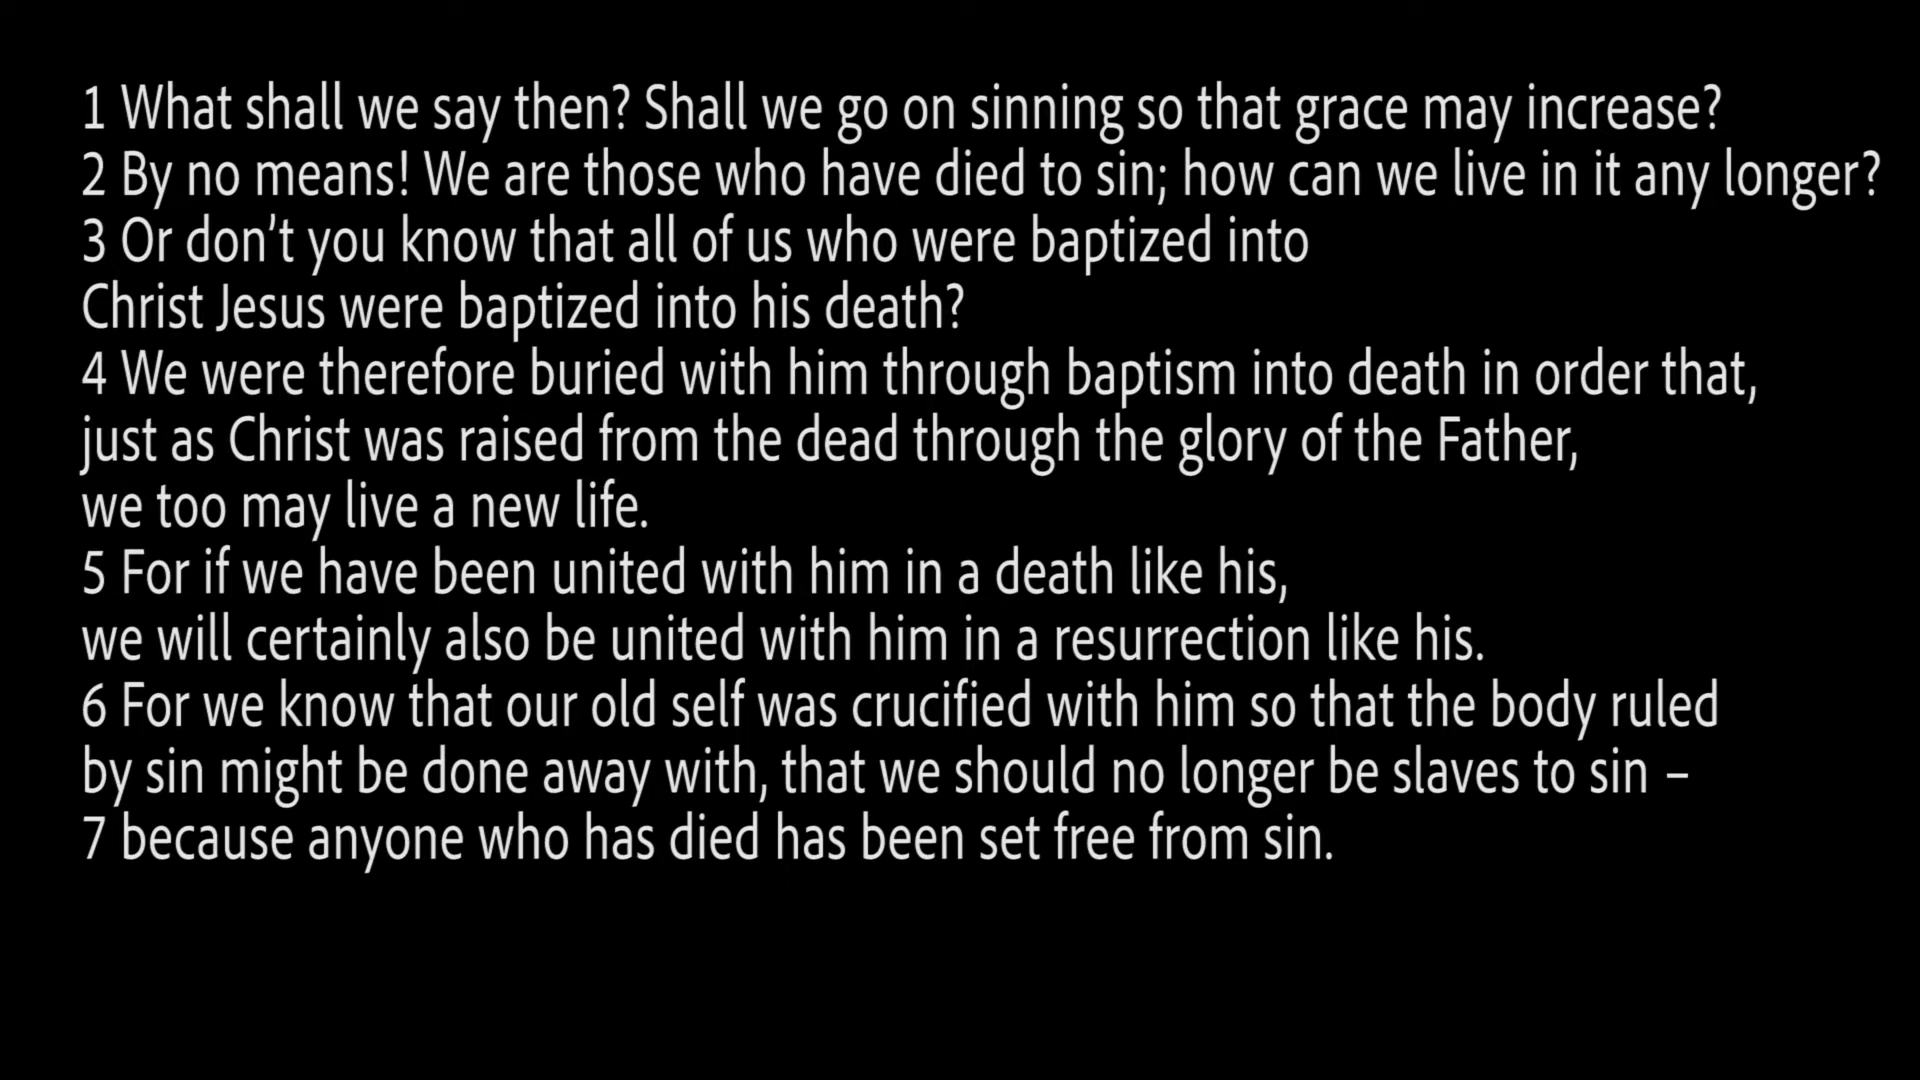 1 What shall we say then? Shall we go on sinning so that grace may increase?
2 By no means! We are those who have died to sin; how can we live in it any longer?
3 Or don’t you know that all of us who were baptized into
Christ Jesus were baptized into his death?
4 We were therefore buried with him through baptism into death in order that,
just as Christ was raised from the dead through the glory of the Father,
we too may live a new life.
5 For if we have been united with him in a death like his,
we will certainly also be united with him in a resurrection like his.
6 For we know that our old self was crucified with him so that the body ruled
by sin might be done away with, that we should no longer be slaves to sin –
7 because anyone who has died has been set free from sin.